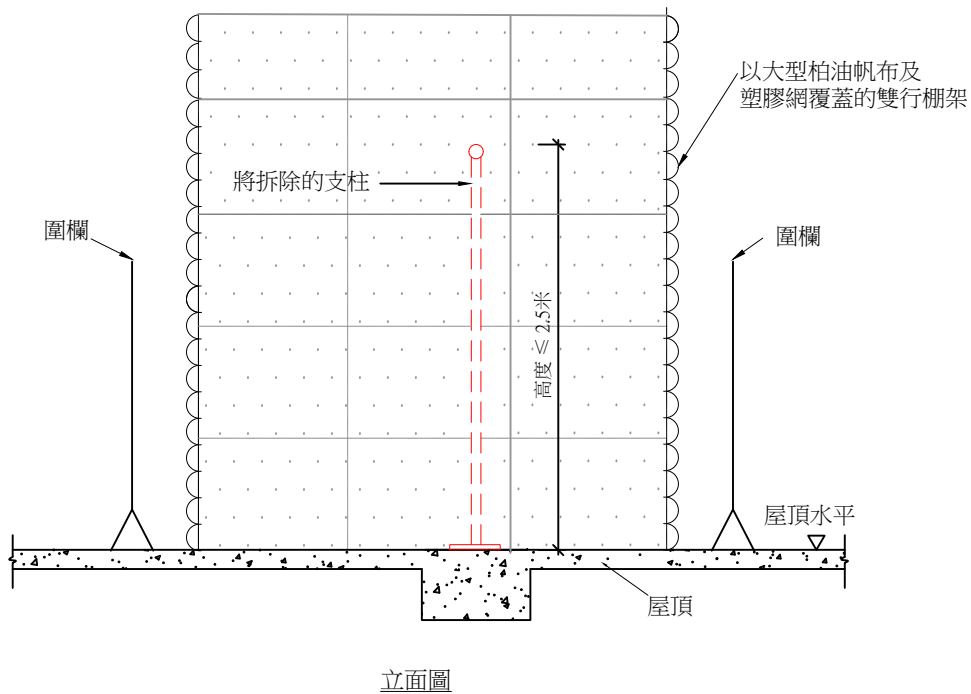 以大型柏油帆布及
塑膠網覆蓋的雙行棚架
將拆除的支柱
圍欄
圍欄
高度 ≤ 2.5米
屋頂水平
屋頂
立面圖